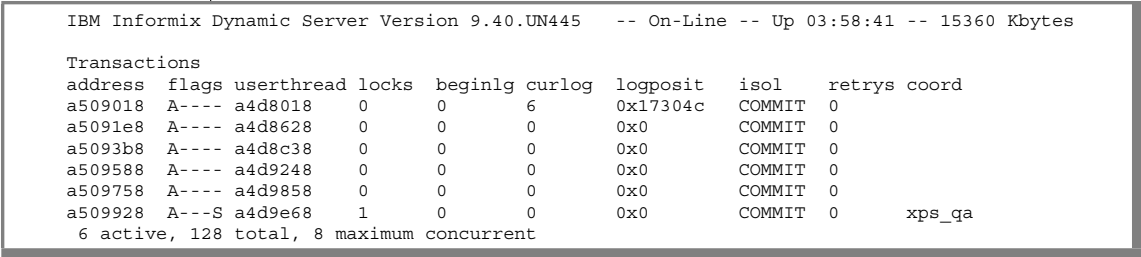 IBM Informix Dynamic Server Version 9.40.UN445   -- On-Line -- Up 03:58:41 -- 15360 Kbytes
Transactions
address  flags userthread locks  beginlg curlog  logposit  isol  retrys coord
a509018  A---- a4d8018  0  0  6  0x17304c  COMMIT  0
a5091e8  A---- a4d8628  0  0  0  0x0  COMMIT  0
a5093b8  A---- a4d8c38  0  0  0  0x0  COMMIT  0
a509588  A---- a4d9248  0  0  0  0x0  COMMIT  0
a509758  A---- a4d9858  0  0  0  0x0  COMMIT  0
a509928  A---S a4d9e68  1  0  0  0x0  COMMIT  0  xps_qa
6 active, 128 total, 8 maximum concurrent